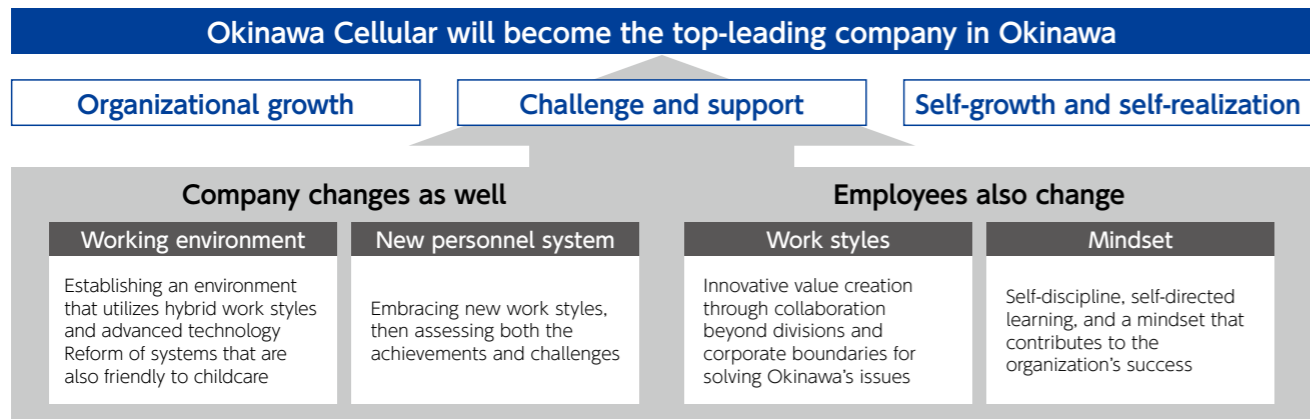 Okinawa Cellular will become the top-leading company in Okinawa
Organizational growth
Challenge and support
Self-growth and self-realization
Company changes as well
Working environment
Establishing an environment
that utilizes hybrid work styles
and advanced technology
Reform of systems that are
also friendly to childcare
New personnel system
Embracing new work styles,
then assessing both the
achievements and challenges
Employees also change
Work styles
Innovative value creation
through collaboration
beyond divisions and
corporate boundaries for
solving Okinawa's issues
Mindset
Self-discipline, self-directed
learning, and a mindset that
contributes to the
organization's success